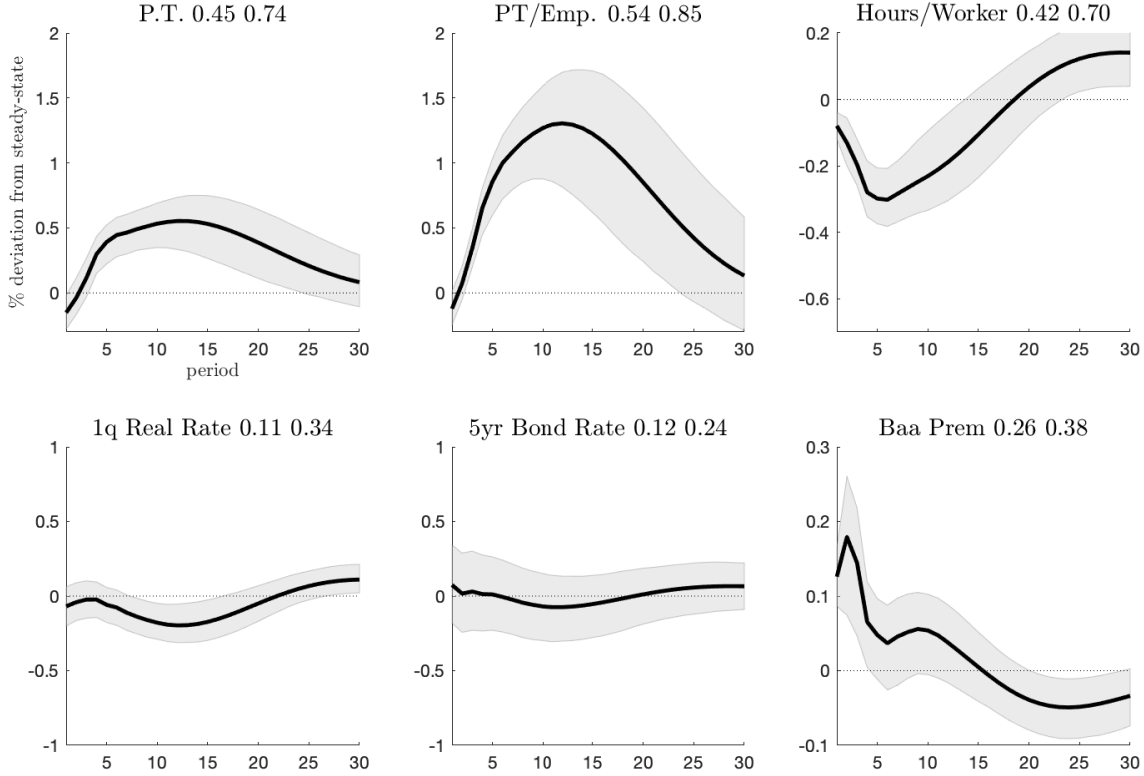 P.T. 0.45 0.74
PT/Emp. 0.54 0.85
Hours/Worker 0.42 0.70
% deviation from steady-state
2
1.5
1
0.5
0
5 10 15 20 25 30
period
2
1.5
1
0.5
0
5 10 15 20 25 30
0.2
0
-0.2
-0.4
-0.6
5 10 15 20 25 30
1q Real Rate 0.11 0.34
5yr Bond Rate 0.12 0.24
Baa Prem 0.26 0.38
1
0.5
0
-0.5
-1
5 10 15 20 25 30
1
0.5
0
-0.5
-1
5 10 15 20 25 30
0.3
0.2
0.1
0
-0.1
5 10 15 20 25 30